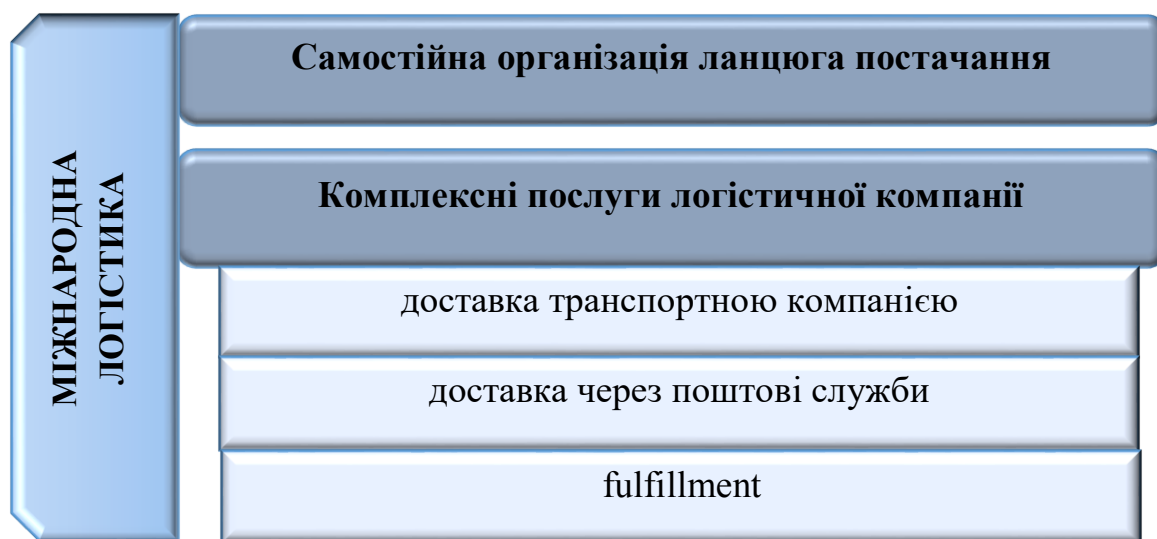 МІЖНАРОДНА
ЛОГІСТИКА
Самостійна організація ланцюга постачання
Комплексні послуги логістичної компанії
доставка транспортною компанією
доставка через поштові служби
fulfillment